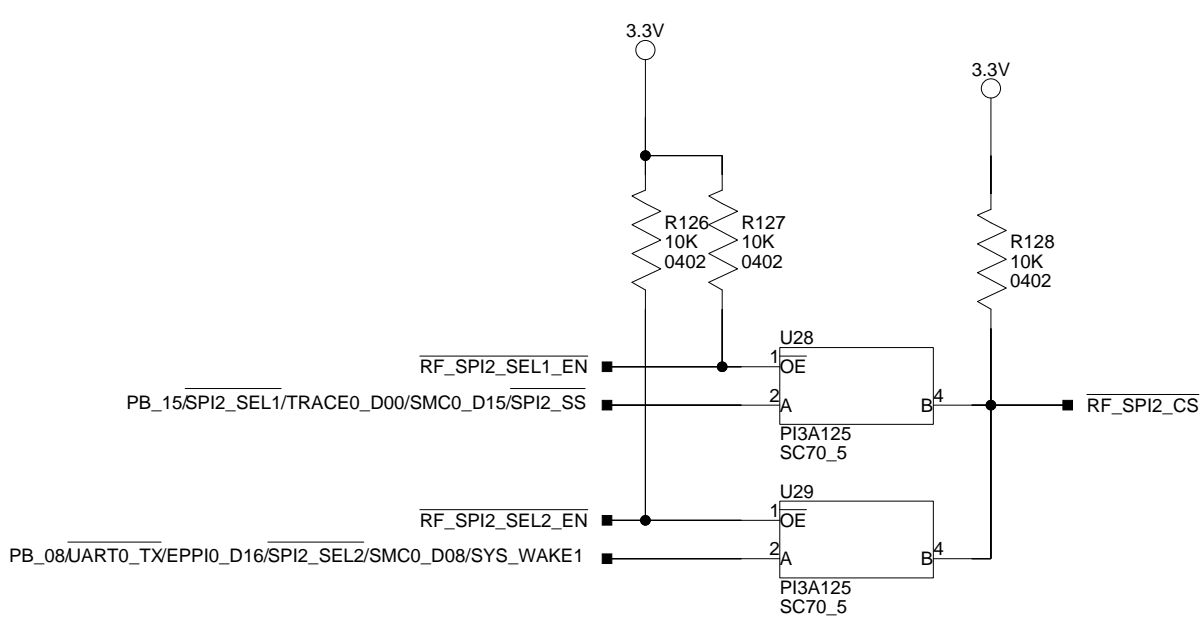 3.3V
3.3V
R126
10K
0402
R127
10K
0402
R128
10K
0402
U28
RF_SPI2_SEL1_EN
1
OE
PB_15/SPI2_SEL1/TRACE0_D00/SMC0_D15/SPI2_SS
2
A
B
4
RF_SPI2_CS
PI3A125
SC70_5
U29
RF_SPI2_SEL2_EN
1
OE
PB_08/UART0_TX/EPPI0_D16/SPI2_SEL2/SMC0_D08/SYS_WAKE1
2
A
B
4
PI3A125
SC70_5